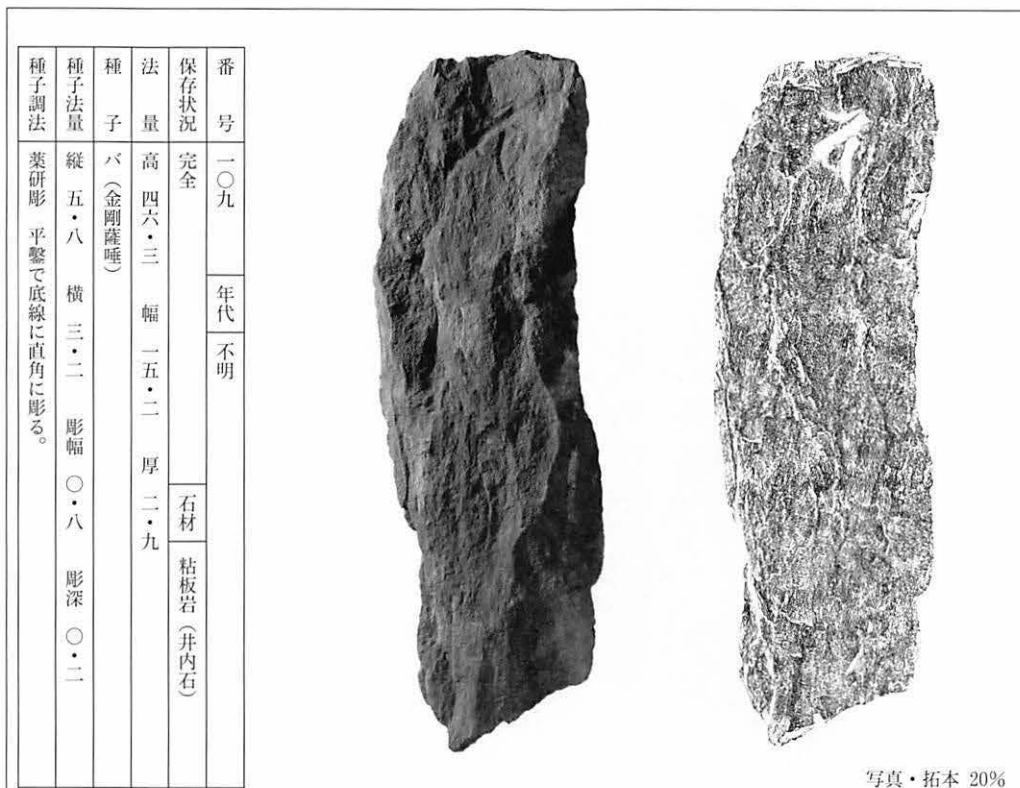 番号 一〇九 年代 不明
保存状況 完全 石材 粘板岩（井内石）
法量 高 四六・三 幅 一五・二 厚 二・九
種子 バ（金剛薩埵）
種子法量 縦 五・八 横 三・二 彫幅 〇・八 彫深 〇・二
種子調法 薬研彫 平鑿で底線に直角に彫る。
写真・拓本 20%